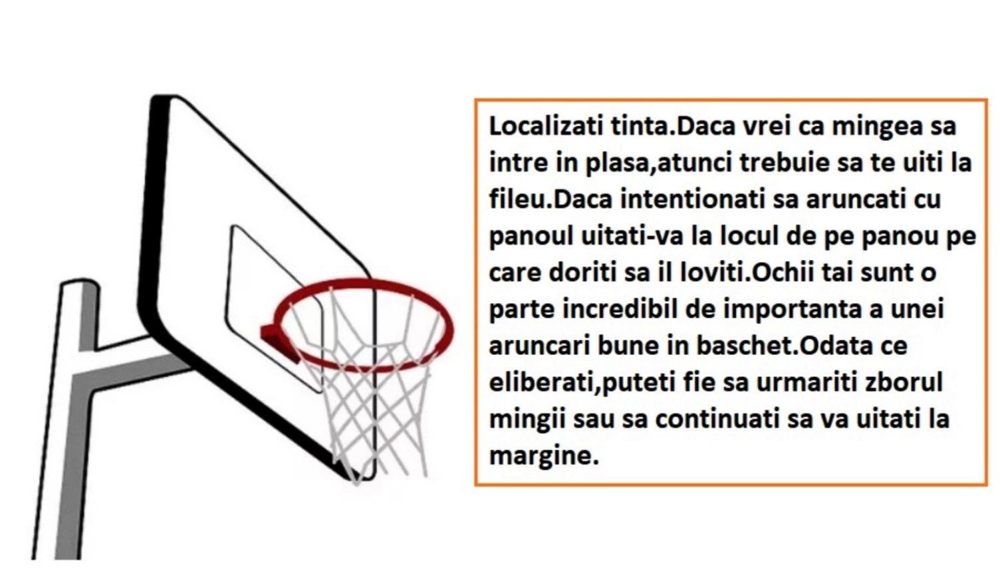 Localizati tinta.Daca vrei ca mingea sa
intre in plasa,atunci trebuie sa te uiti la
fileu.Daca intentionati sa aruncati cu
panoul uitati-va la locul de pe panou pe
care doriti sa il loviti.Ochii tai sunt o
parte incredibil de importanta a unei
aruncari bune in baschet.Odata ce
eliberati,puteti fie sa urmariti zborul
mingii sau sa continuati sa va uitati la
margine.